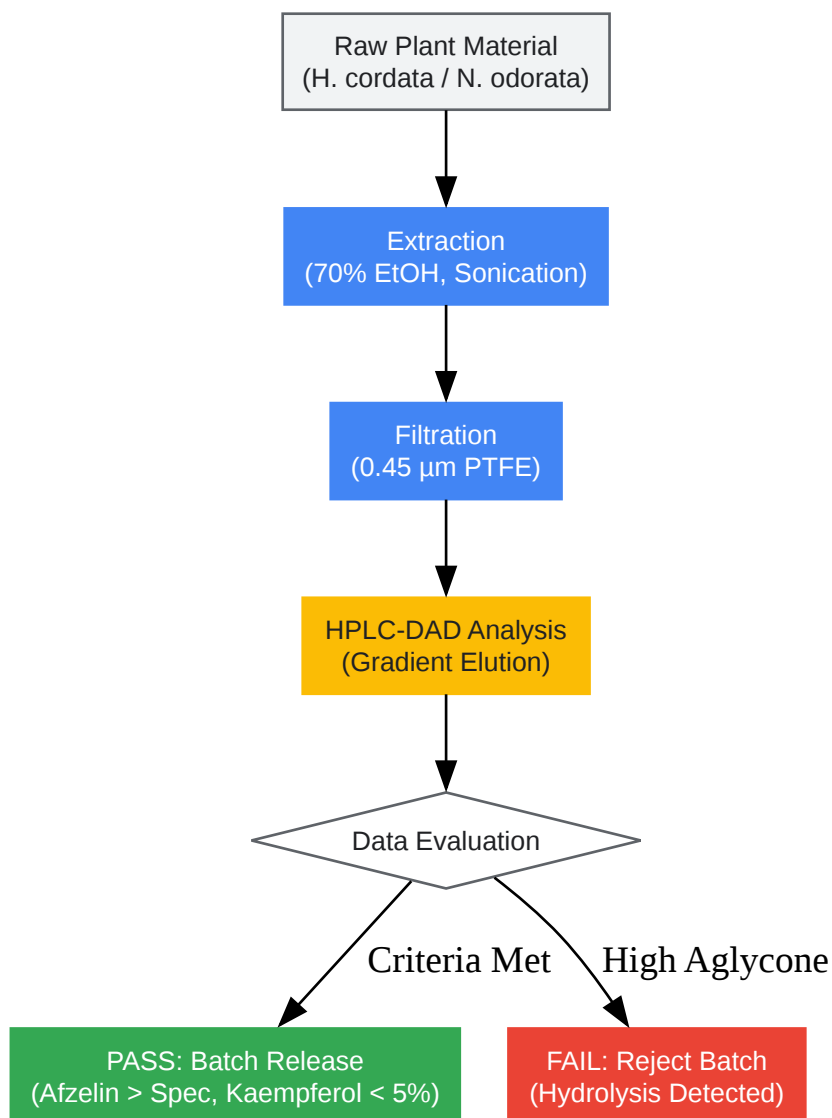 Raw Plant Material
(H. cordata / N. odorata)
Extraction
(70% EtOH, Sonication)
Filtration
(0.45 µm PTFE)
HPLC-DAD Analysis
(Gradient Elution)
Data Evaluation
Criteria Met
High Aglycone
PASS: Batch Release
(Afzelin > Spec, Kaempferol < 5%)
FAIL: Reject Batch
(Hydrolysis Detected)